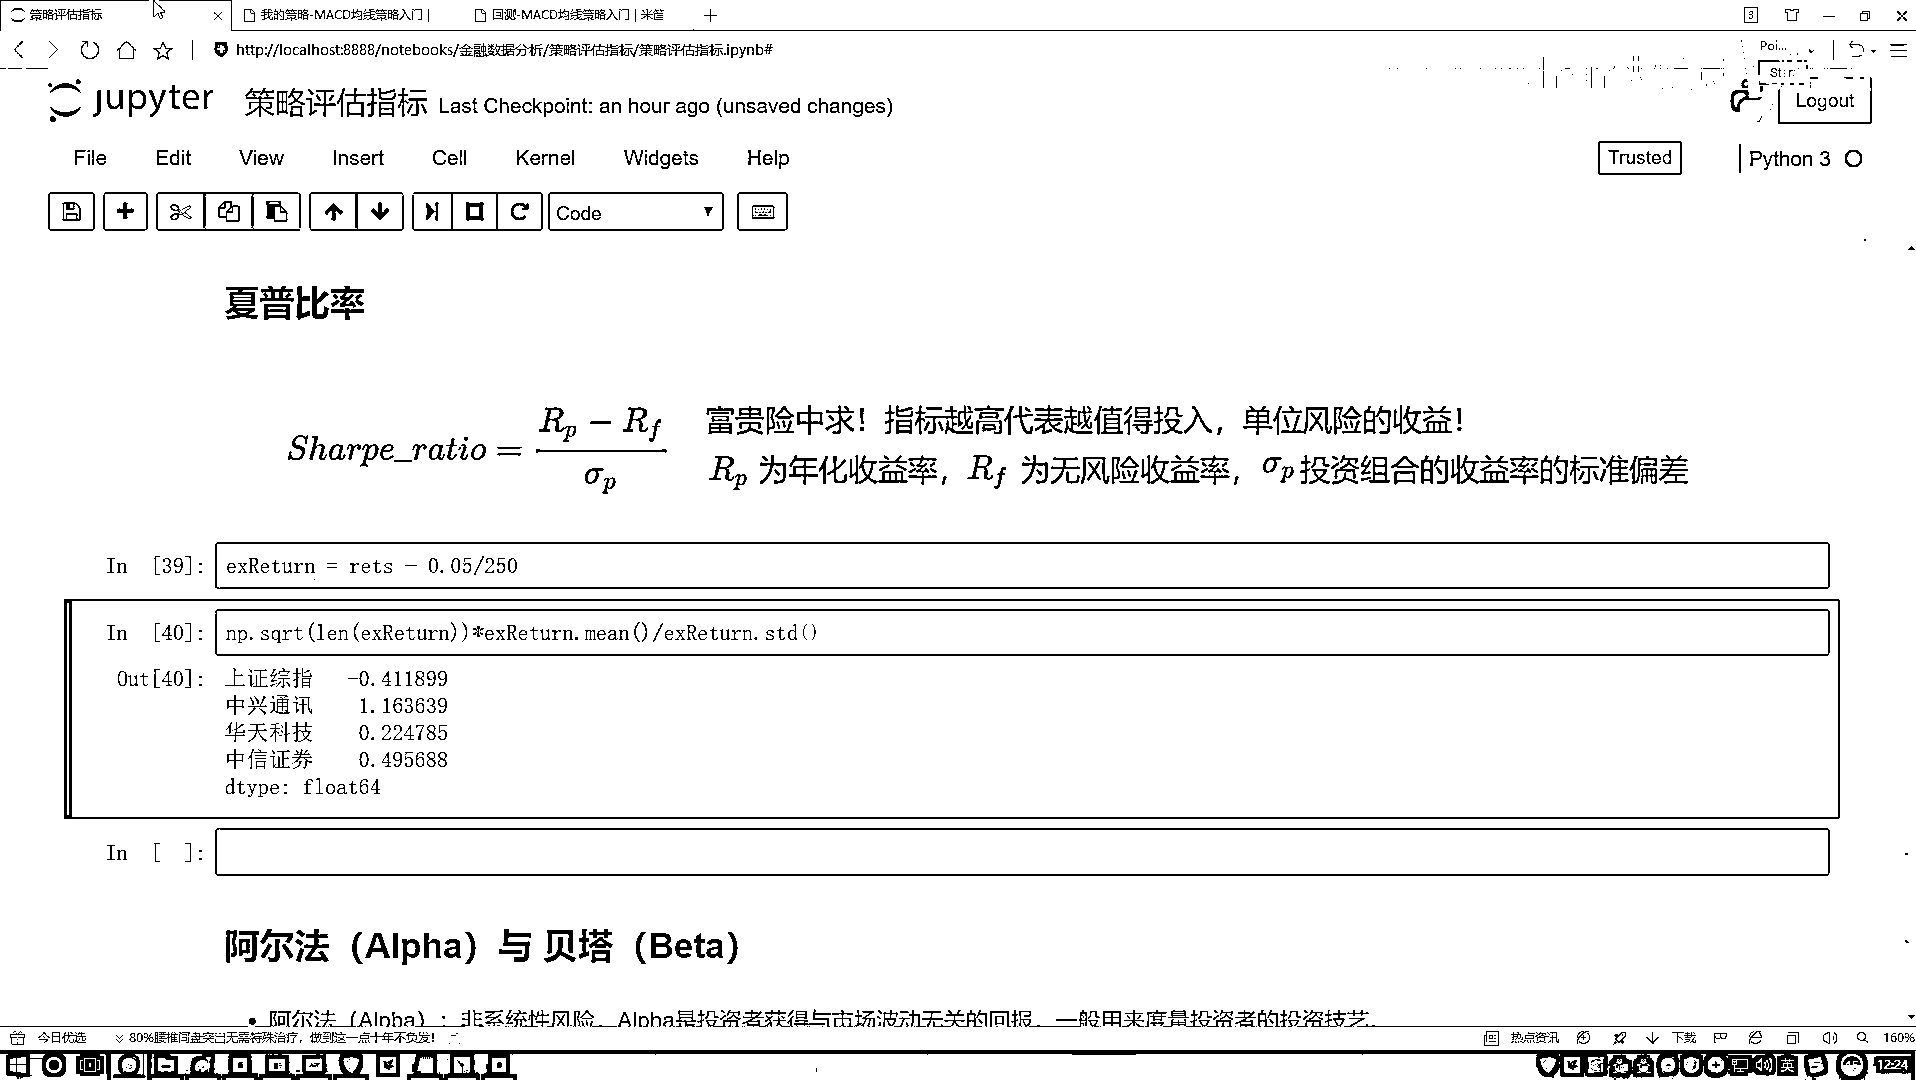 策略评估指标
我的策略-MACD均线策略入门 |
回测-MACD均线策略入门 | 米筐
http://localhost:8888/notebooks/金融数据分析/策略评估指标/策略评估指标.ipynb#
Poi...
jupyter 策略评估指标 Last Checkpoint: an hour ago (unsaved changes)
Logout
File Edit View Insert Cell Kernel Widgets Help
Trusted
Python 3
Code
夏普比率
Sharpe_ratio = (R_p − R_f) / σ_p
富贵险中求！指标越高代表越值得投入，单位风险的收益！
R_p 为年化收益率，R_f 为无风险收益率，σ_p 投资组合的收益率的标准偏差
In [39]: exReturn = rets - 0.05/250
In [40]: np.sqrt(len(exReturn))*exReturn.mean()/exReturn.std()
Out[40]: 上证综指 -0.411899
中兴通讯 1.163639
华天科技 0.224785
中信证券 0.495688
dtype: float64
In [ ]:
阿尔法（Alpha）与 贝塔（Beta）
• 阿尔法（Alpha）：非系统性风险，Alpha是投资者获得与市场波动无关的回报，一般用来度量投资者的投资技艺。
今日优选
80%腰椎间盘突出无需特殊治疗，做到这一点十年不负发！
热点资讯
下载
160%
英
12:24